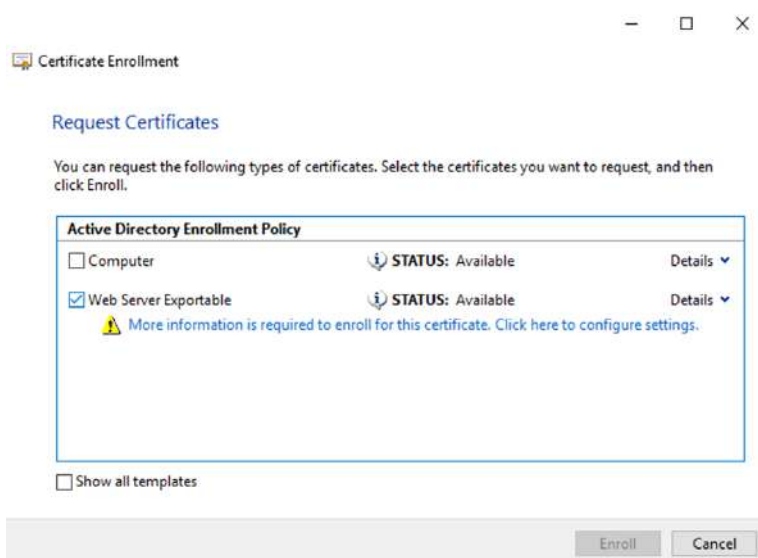 Certificate Enrollment
Request Certificates
You can request the following types of certificates. Select the certificates you want to request, and then
click Enroll.
Active Directory Enrollment Policy
Computer STATUS: Available Details
Web Server Exportable STATUS: Available Details
More information is required to enroll for this certificate. Click here to configure settings.
Show all templates
Enroll Cancel